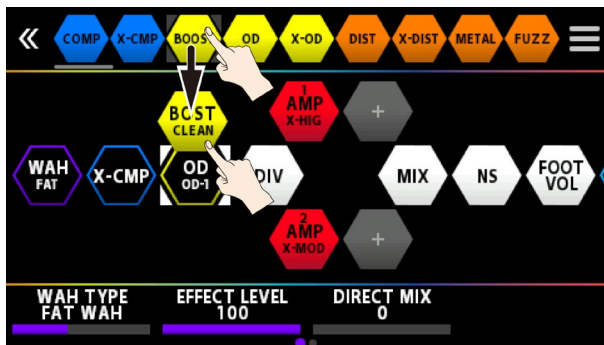 «
COMP X-CMP BOOS OD X-OD DIST X-DIST METAL FUZZ
BOST
CLEAN
1
AMP
X-HIG
+
WAH
FAT
X-CMP
OD
OD-1
DIV
MIX
NS
FOOT
VOL
2
AMP
X-MOD
+
WAH TYPE
FAT WAH
EFFECT LEVEL
100
DIRECT MIX
0